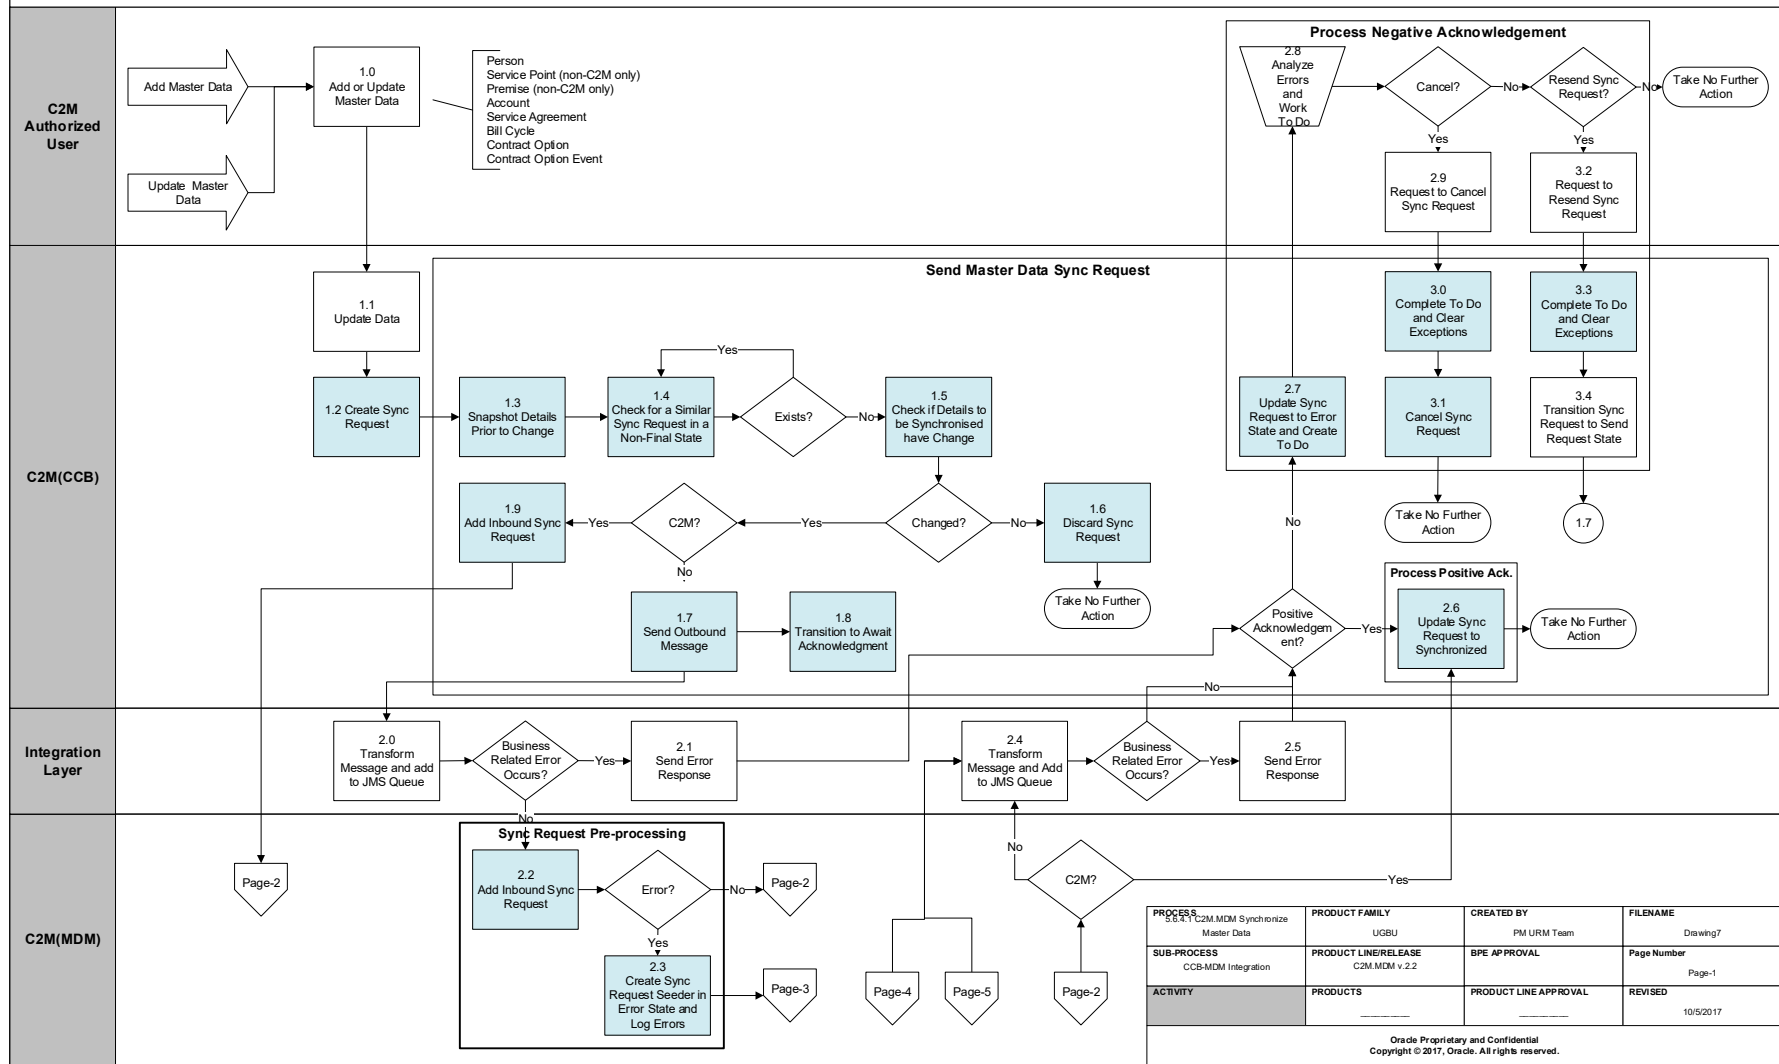 C2M
Authorized
User
Add Master Data
Update Master
Data
1.0
Add or Update
Master Data
Person
Service Point (non-C2M only)
Premise (non-C2M only)
Account
Service Agreement
Bill Cycle
Contract Option
Contract Option Event
Process Negative Acknowledgement
2.8
Analyze
Errors
and
Work
To Do
Cancel?
No
Resend Sync
Request?
No
Take No Further
Action
Yes
Yes
2.9
Request to Cancel
Sync Request
3.2
Request to
Resend Sync
Request
C2M(CCB)
Send Master Data Sync Request
1.1
Update Data
3.0
Complete To Do
and Clear
Exceptions
3.3
Complete To Do
and Clear
Exceptions
Yes
1.2 Create Sync
Request
1.3
Snapshot Details
Prior to Change
1.4
Check for a Similar
Sync Request in a
Non-Final State
Exists?
No
1.5
Check if Details to
be Synchronised
have Change
2.7
Update Sync
Request to Error
State and Create
To Do
3.1
Cancel Sync
Request
3.4
Transition Sync
Request to Send
Request State
1.9
Add Inbound Sync
Request
Yes
C2M?
Yes
Changed?
No
1.6
Discard Sync
Request
No
Take No Further
Action
1.7
No
Take No Further
Action
Process Positive Ack.
1.7
Send Outbound
Message
1.8
Transition to Await
Acknowledgment
Positive
Acknowledgem
ent?
Yes
2.6
Update Sync
Request to
Synchronized
Take No Further
Action
No
Integration
Layer
2.0
Transform
Message and add
to JMS Queue
Business
Related Error
Occurs?
Yes
2.1
Send Error
Response
2.4
Transform
Message and Add
to JMS Queue
Business
Related Error
Occurs?
Yes
2.5
Send Error
Response
No
C2M(MDM)
Sync Request Pre-processing
No
Page-2
2.2
Add Inbound Sync
Request
Error?
No
Page-2
C2M?
Yes
Yes
2.3
Create Sync
Request Seeder in
Error State and
Log Errors
Page-3
Page-4
Page-5
Page-2
PROCESS
5.6.4.1 C2M.MDM Synchronize
Master Data
PRODUCT FAMILY
UGBU
CREATED BY
PM URM Team
FILENAME
Drawing7
SUB-PROCESS
CCB-MDM Integration
PRODUCT LINE/RELEASE
C2M.MDM v.2.2
BPE APPROVAL
Page Number
Page-1
ACTIVITY
PRODUCTS
PRODUCT LINE APPROVAL
REVISED
10/5/2017
Oracle Proprietary and Confidential
Copyright © 2017, Oracle. All rights reserved.